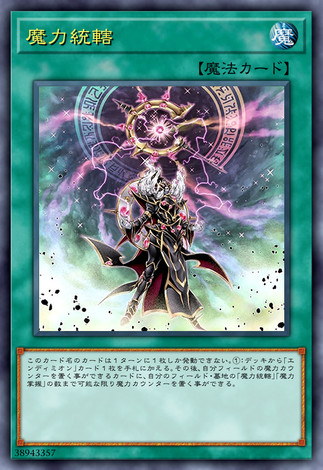 魔力統轄
魔
【魔法カード】
このカード名のカードは１ターンに１枚しか発動できない。①：デッキから「エ
ンディミオン」カード１枚を手札に加える。その後、自分フィールドの魔力カウ
ンターを置く事ができるカードに、自分のフィールド・墓地の「魔力統轄」「魔力
掌握」の数まで可能な限り魔力カウンターを置く事ができる。
38943357